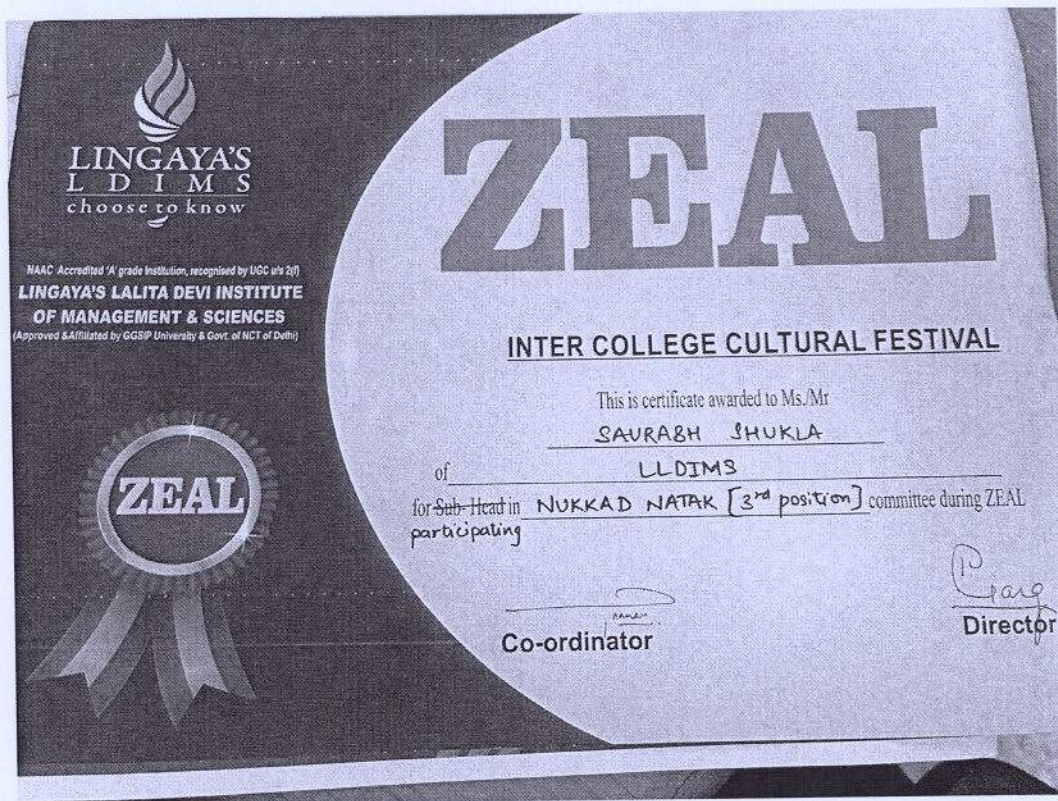 LINGAYA'S
L D I M S
choose to know
NAAC Accredited 'A' grade Institution, recognised by UGC u/s 2(f)
LINGAYA'S LALITA DEVI INSTITUTE
OF MANAGEMENT & SCIENCES
(Approved &Affiliated by GGSIP University & Govt. of NCT of Delhi)
ZEAL
ZEAL
INTER COLLEGE CULTURAL FESTIVAL
This is certificate awarded to Ms./Mr
SAURABH SHUKLA
of LLDIMS
for Sub-Head in NUKKAD NATAK [3rd position] committee during ZEAL
participating
Garg
Co-ordinator
Director